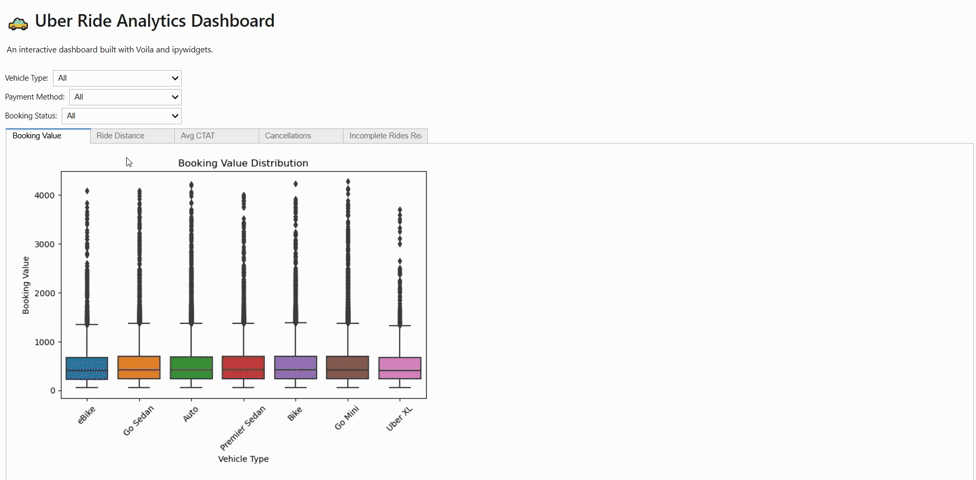 Uber Ride Analytics Dashboard
An interactive dashboard built with Voila and ipywidgets.
Vehicle Type: All
Payment Method: All
Booking Status: All
Booking Value Ride Distance Avg CTAT Cancellations Incomplete Rides Rea
Booking Value Distribution
4000
3000
2000
1000
0
Booking Value
eBike Go Sedan Auto Premier Sedan Bike Go Mini Uber XL
Vehicle Type